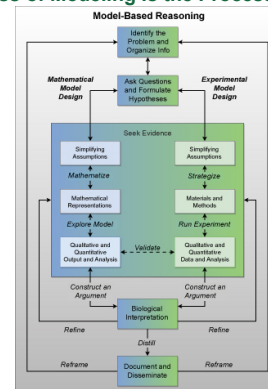 Model-Based Reasoning
Identify the
Problem and
Organize Info
Mathematical
Model
Design
Ask Questions
and Formulate
Hypotheses
Experimental
Model
Design
Seek Evidence
Simplifying
Assumptions
Simplifying
Assumptions
Mathematize
Strategize
Mathematical
Representations
Materials and
Methods
Explore Model
Run Experiment
Qualitative and
Quantitative
Output and Analysis
Validate
Qualitative and
Quantitative
Data and Analysis
Construct an
Argument
Construct an
Argument
Biological
Interpretation
Refine
Refine
Distill
Reframe
Document and
Disseminate
Reframe